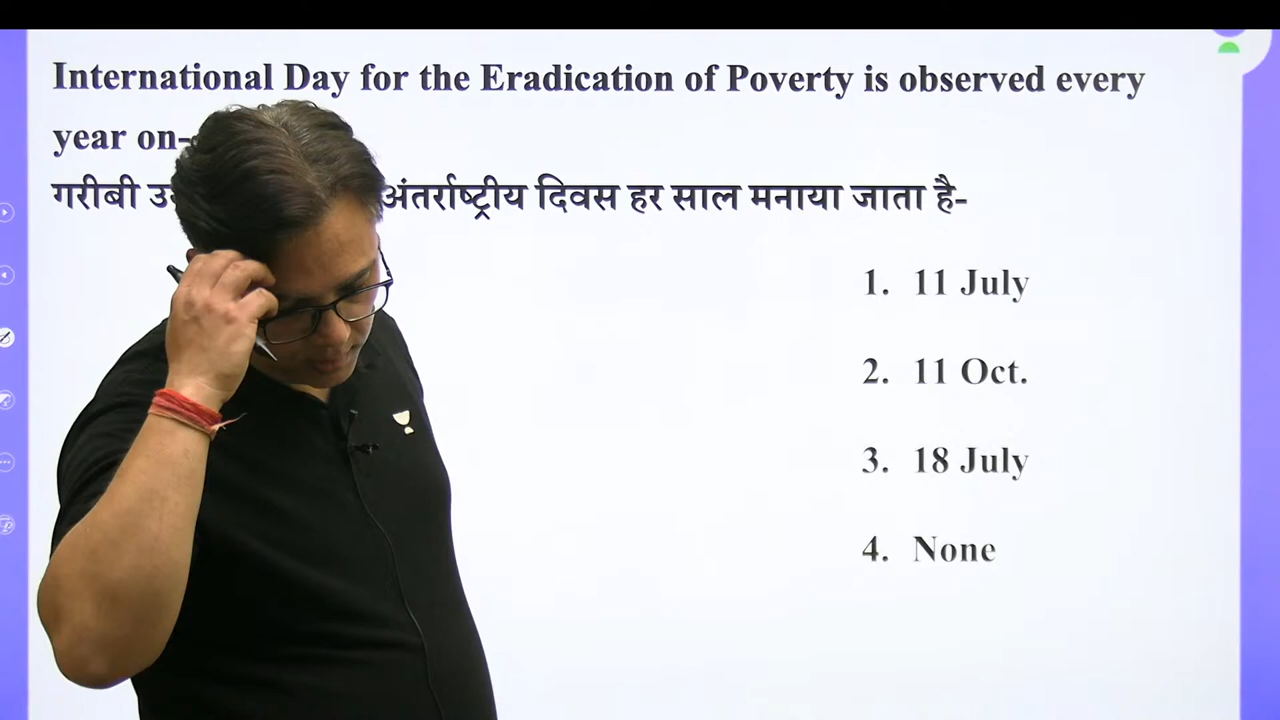 International Day for the Eradication of Poverty is observed every
year on-
गरीबी अंतर्राष्ट्रीय दिवस हर साल मनाया जाता है-
1. 11 July
2. 11 Oct.
3. 18 July
4. None